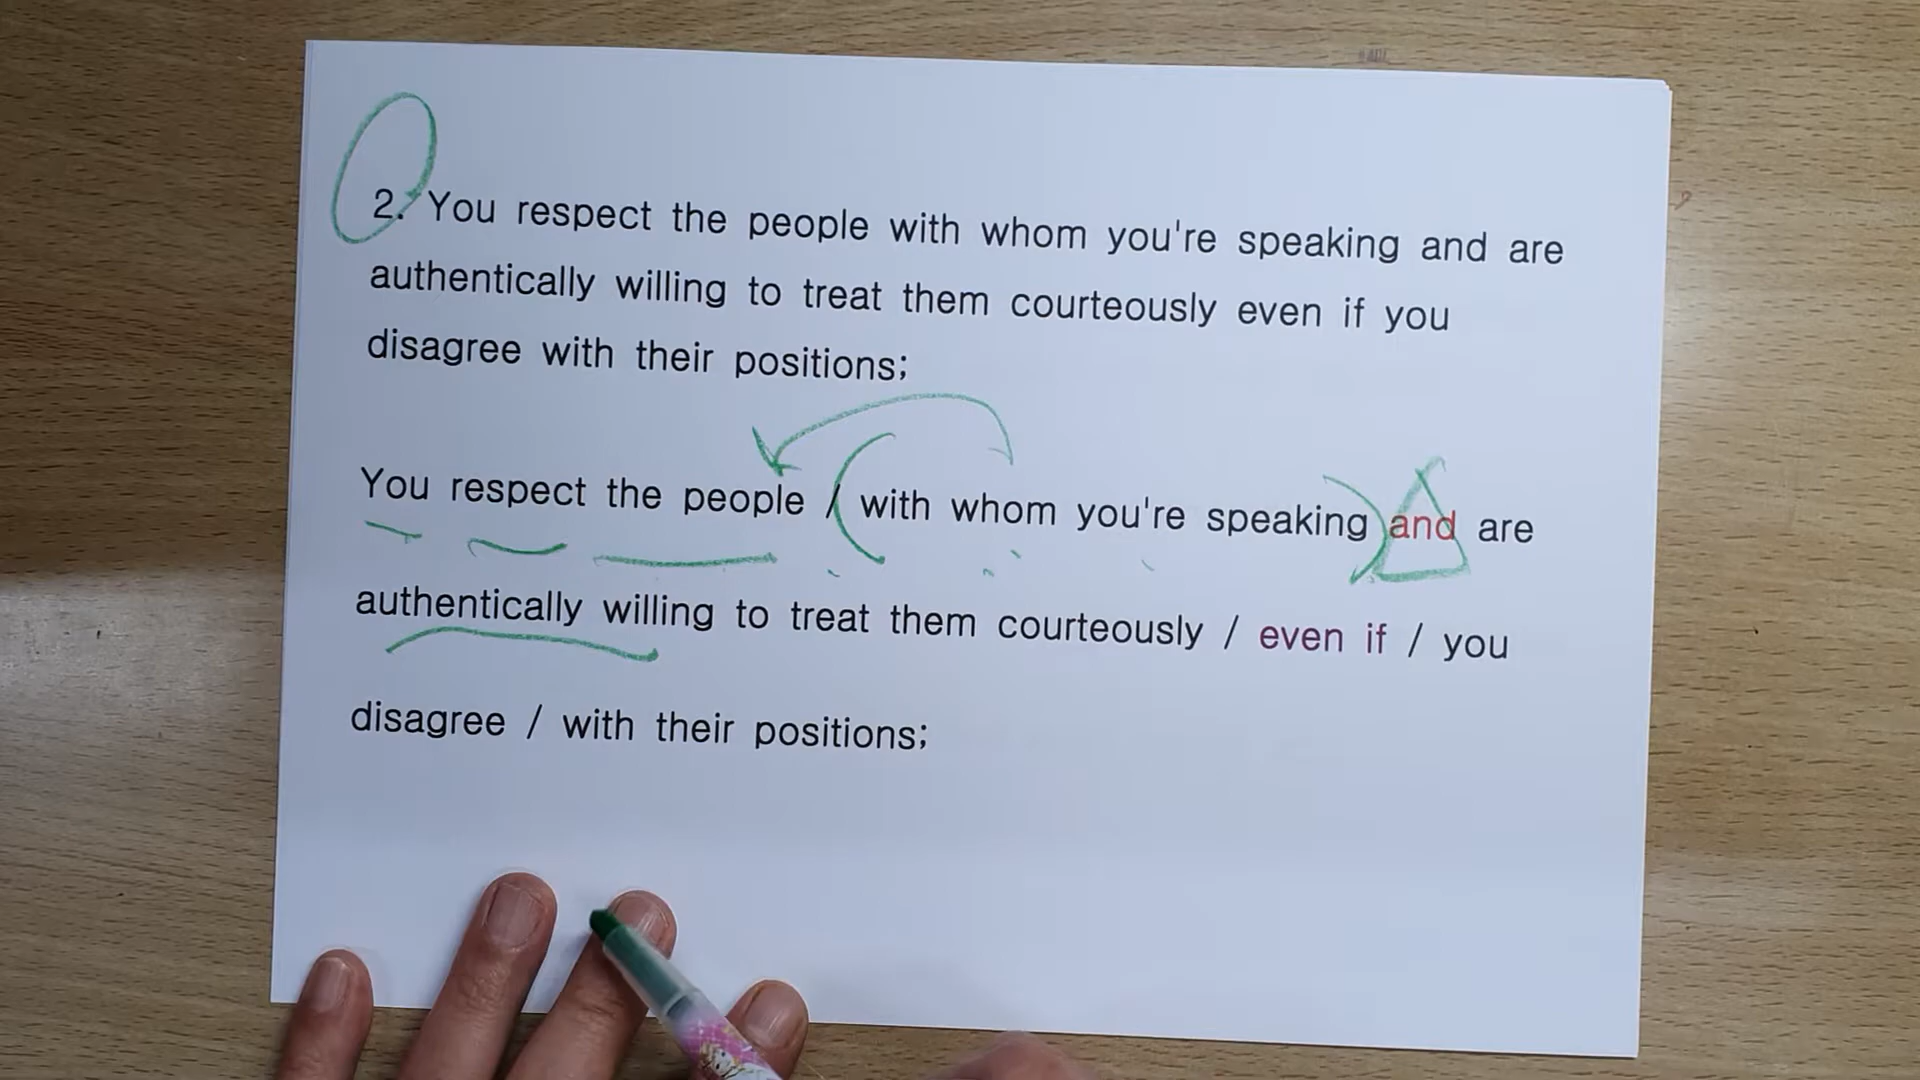 2. You respect the people with whom you're speaking and are
authentically willing to treat them courteously even if you
disagree with their positions;
You respect the people / with whom you're speaking and are
authentically willing to treat them courteously / even if / you
disagree / with their positions;